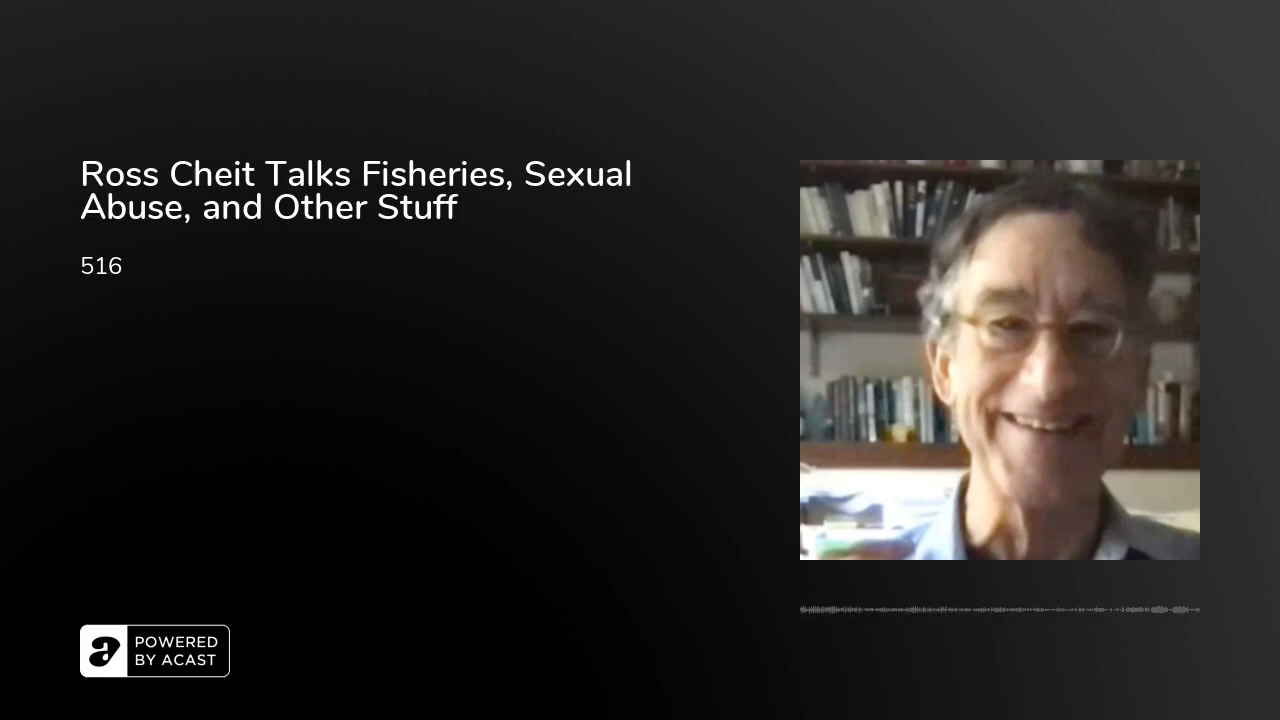 Ross Cheit Talks Fisheries, Sexual
Abuse, and Other Stuff
516
POWERED
BY ACAST